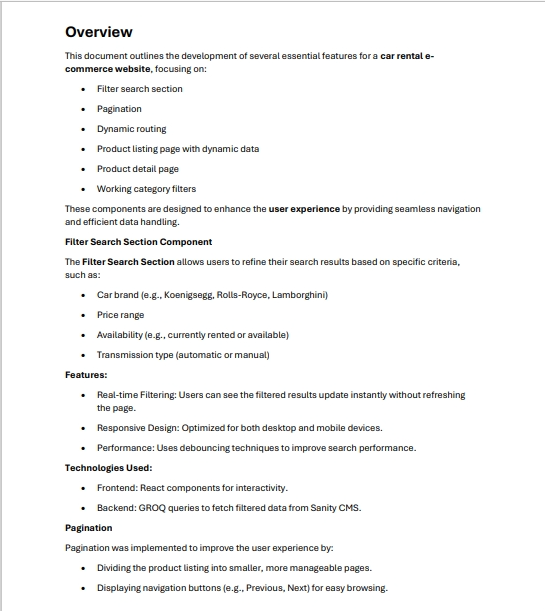 Overview
This document outlines the development of several essential features for a car rental e-
commerce website, focusing on:
• Filter search section
• Pagination
• Dynamic routing
• Product listing page with dynamic data
• Product detail page
• Working category filters
These components are designed to enhance the user experience by providing seamless navigation
and efficient data handling.
Filter Search Section Component
The Filter Search Section allows users to refine their search results based on specific criteria,
such as:
• Car brand (e.g., Koenigsegg, Rolls-Royce, Lamborghini)
• Price range
• Availability (e.g., currently rented or available)
• Transmission type (automatic or manual)
Features:
• Real-time Filtering: Users can see the filtered results update instantly without refreshing
the page.
• Responsive Design: Optimized for both desktop and mobile devices.
• Performance: Uses debouncing techniques to improve search performance.
Technologies Used:
• Frontend: React components for interactivity.
• Backend: GROQ queries to fetch filtered data from Sanity CMS.
Pagination
Pagination was implemented to improve the user experience by:
• Dividing the product listing into smaller, more manageable pages.
• Displaying navigation buttons (e.g., Previous, Next) for easy browsing.